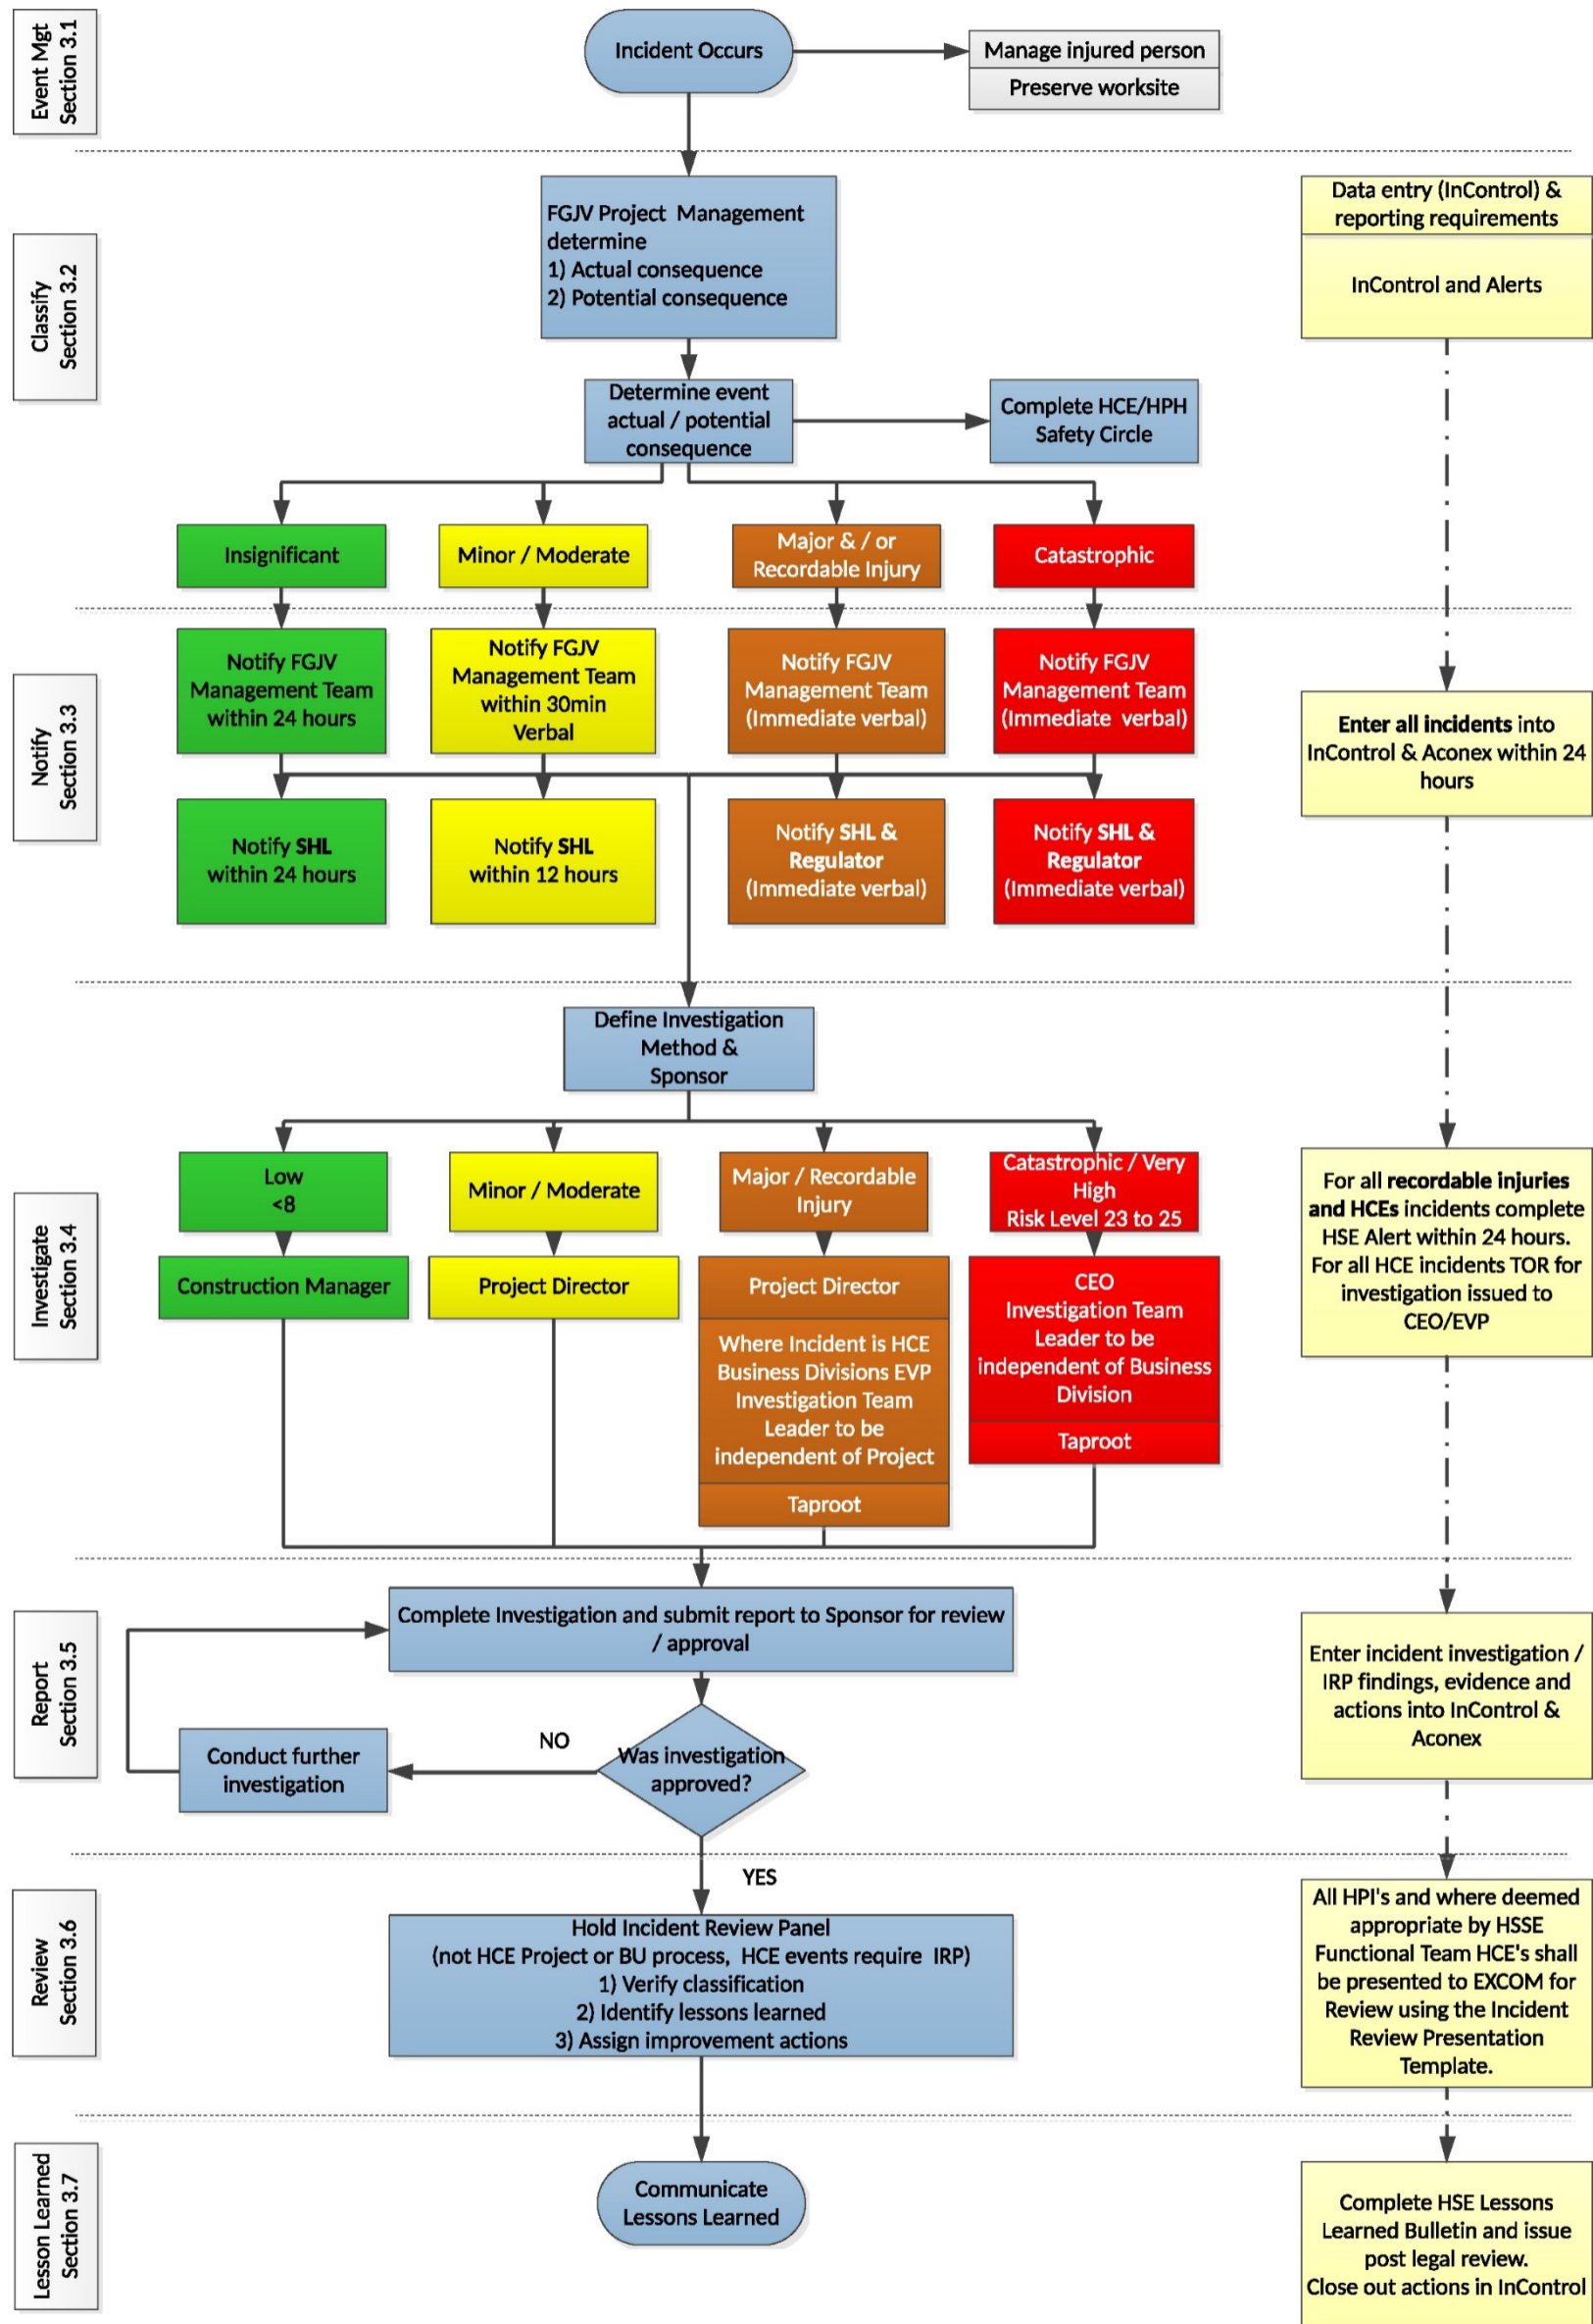 Event Mgt
Section 3.1
Incident Occurs
Manage injured person
Preserve worksite
Classify
Section 3.2
FGJV Project Management
determine
1) Actual consequence
2) Potential consequence
Data entry (InControl) &
reporting requirements
InControl and Alerts
Determine event
actual / potential
consequence
Complete HCE/HPH
Safety Circle
Insignificant
Minor / Moderate
Major & / or
Recordable Injury
Catastrophic
Notify
Section 3.3
Notify FGJV
Management Team
within 24 hours
Notify FGJV
Management Team
within 30min
Verbal
Notify FGJV
Management Team
(Immediate verbal)
Notify FGJV
Management Team
(Immediate verbal)
Enter all incidents into
InControl & Aconex within 24
hours
Notify SHL
within 24 hours
Notify SHL
within 12 hours
Notify SHL &
Regulator
(Immediate verbal)
Notify SHL &
Regulator
(Immediate verbal)
Define Investigation
Method &
Sponsor
Investigate
Section 3.4
Low
<8
Minor / Moderate
Major / Recordable
Injury
Catastrophic / Very
High
Risk Level 23 to 25
Construction Manager
Project Director
Project Director
Where Incident is HCE
Business Divisions EVP
Investigation Team
Leader to be
independent of Project
Taproot
CEO
Investigation Team
Leader to be
independent of Business
Division
Taproot
For all recordable injuries
and HCEs incidents complete
HSE Alert within 24 hours.
For all HCE incidents TOR for
investigation issued to
CEO/EVP
Report
Section 3.5
Complete Investigation and submit report to Sponsor for review
/ approval
Conduct further
investigation
NO
Was investigation
approved?
YES
Enter incident investigation /
IRP findings, evidence and
actions into InControl &
Aconex
Review
Section 3.6
Hold Incident Review Panel
(not HCE Project or BU process, HCE events require IRP)
1) Verify classification
2) Identify lessons learned
3) Assign improvement actions
All HPI's and where deemed
appropriate by HSSE
Functional Team HCE's shall
be presented to EXCOM for
Review using the Incident
Review Presentation
Template.
Lesson Learned
Section 3.7
Communicate
Lessons Learned
Complete HSE Lessons
Learned Bulletin and issue
post legal review.
Close out actions in InControl